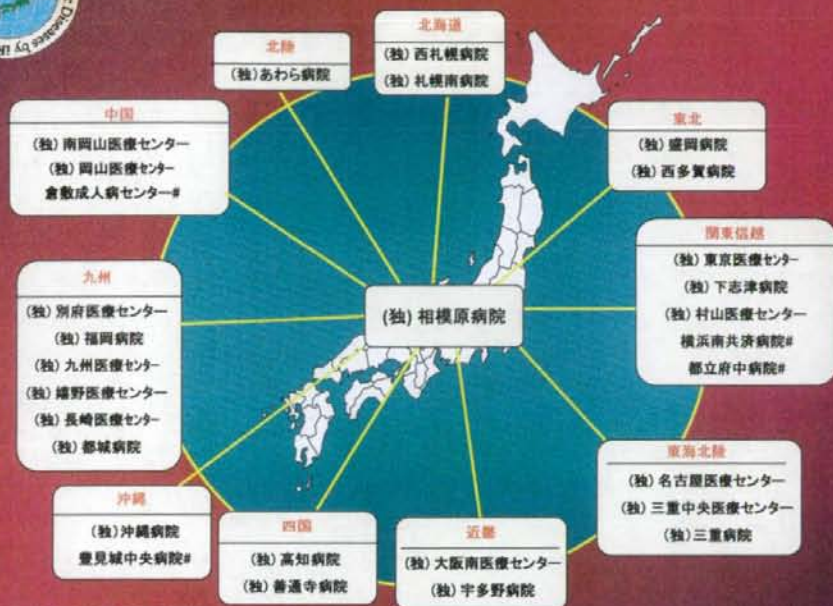 Diseases by iR
北海道
(独) 西札幌病院
(独) 札幌南病院
北陸
(独) あわら病院
中国
(独) 南岡山医療センター
(独) 岡山医療センター
倉敷成人病センター#
東北
(独) 盛岡病院
(独) 西多賀病院
関東信越
(独) 東京医療センター
(独) 下志津病院
(独) 村山医療センター
横浜南共済病院#
都立府中病院#
九州
(独) 別府医療センター
(独) 福岡病院
(独) 九州医療センター
(独) 嬉野医療センター
(独) 長崎医療センター
(独) 都城病院
(独) 相模原病院
東海北陸
(独) 名古屋医療センター
(独) 三重中央医療センター
(独) 三重病院
沖縄
(独) 沖縄病院
豊見城中央病院#
四国
(独) 高知病院
(独) 善通寺病院
近畿
(独) 大阪南医療センター
(独) 宇多野病院